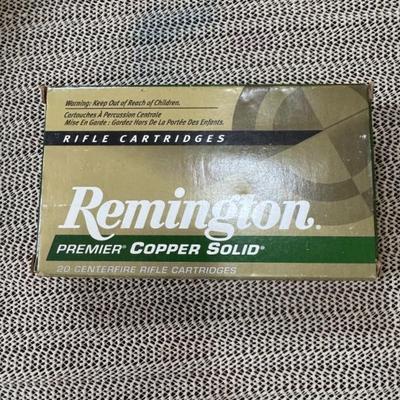 Warning: Keep Out of Reach of Children.
Cartouches À Percussion Centrale
Mise En Garde : Gardez Hors De La Portée Des Enfants.
RIFLE CARTRIDGES
Remington.
PREMIER® COPPER SOLID®
20 CENTERFIRE RIFLE CARTRIDGES